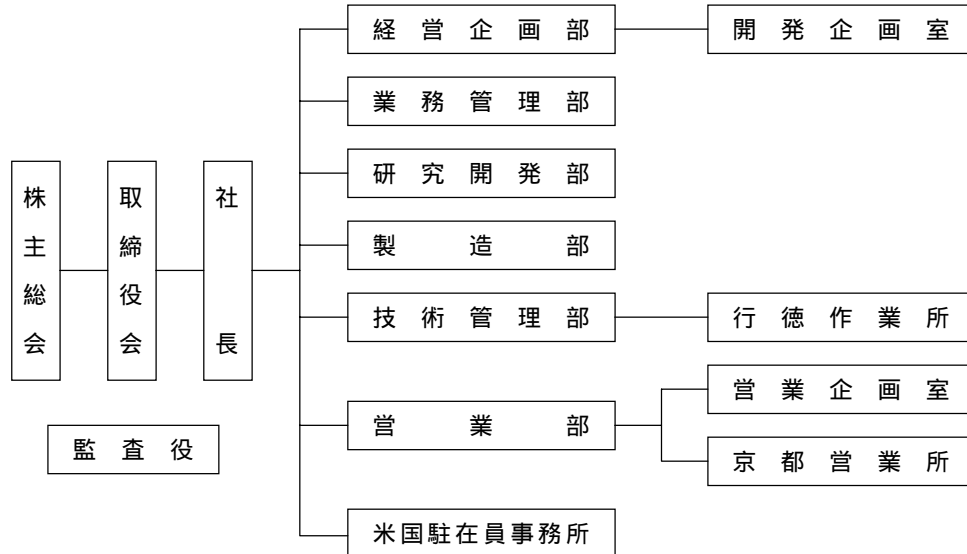 経営企画部
開発企画室
業務管理部
研究開発部
製造部
技術管理部
行徳作業所
営業部
営業企画室
京都営業所
米国駐在員事務所
株主総会
取締役会
社長
監査役